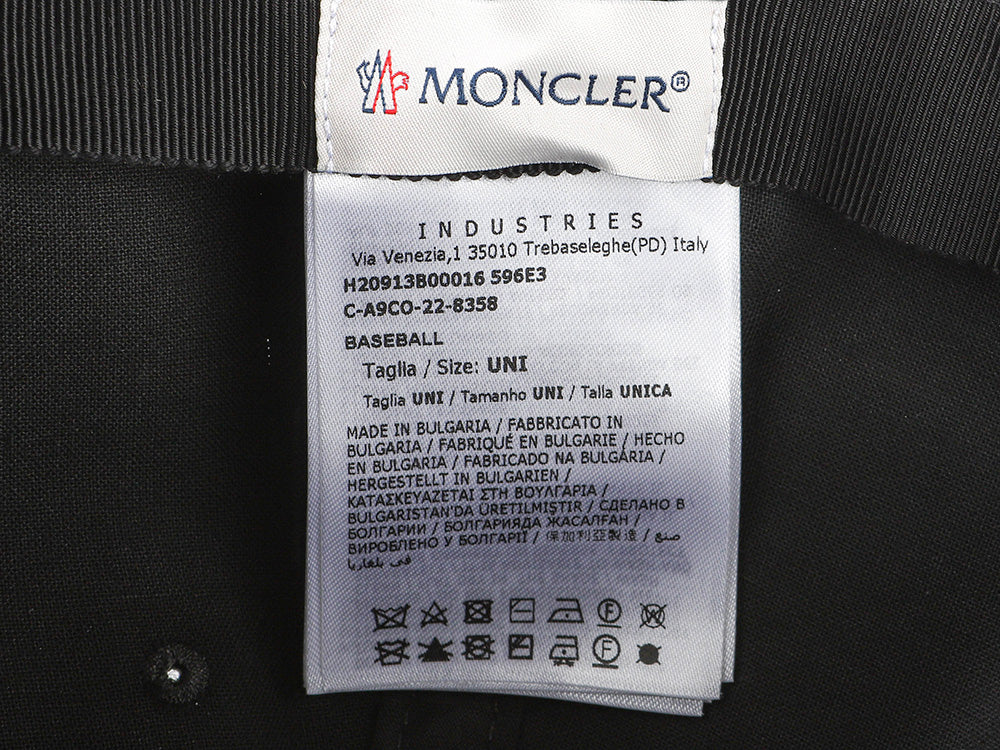 MONCLER®
INDUSTRIES
Via Venezia,1 35010 Trebaseleghe(PD) Italy
H20913B00016 596E3
C-A9CO-22-8358
BASEBALL
Taglia / Size: UNI
Taglia UNI / Tamanho UNI / Talla UNICA
MADE IN BULGARIA / FABBRICATO IN
BULGARIA / FABRIQUÉ EN BULGARIE / HECHO
EN BULGARIA / FABRICADO NA BULGÁRIA /
HERGESTELLT IN BULGARIEN /
ΚΑΤΑΣΚΕΥΑΖΕΤΑΙ ΣΤΗ ΒΟΥΛΓΑΡΙΑ /
BULGARISTAN'DA ÜRETILMIŞTIR / СДЕЛАНО В
БОЛГАРИИ / БОЛГАРИЯДА ЖАСАЛҒАН /
ВИРОБЛЕНО У БОЛГАРІЇ / 保加利亞製造 / صنع
في بلغاريا
F
W
F